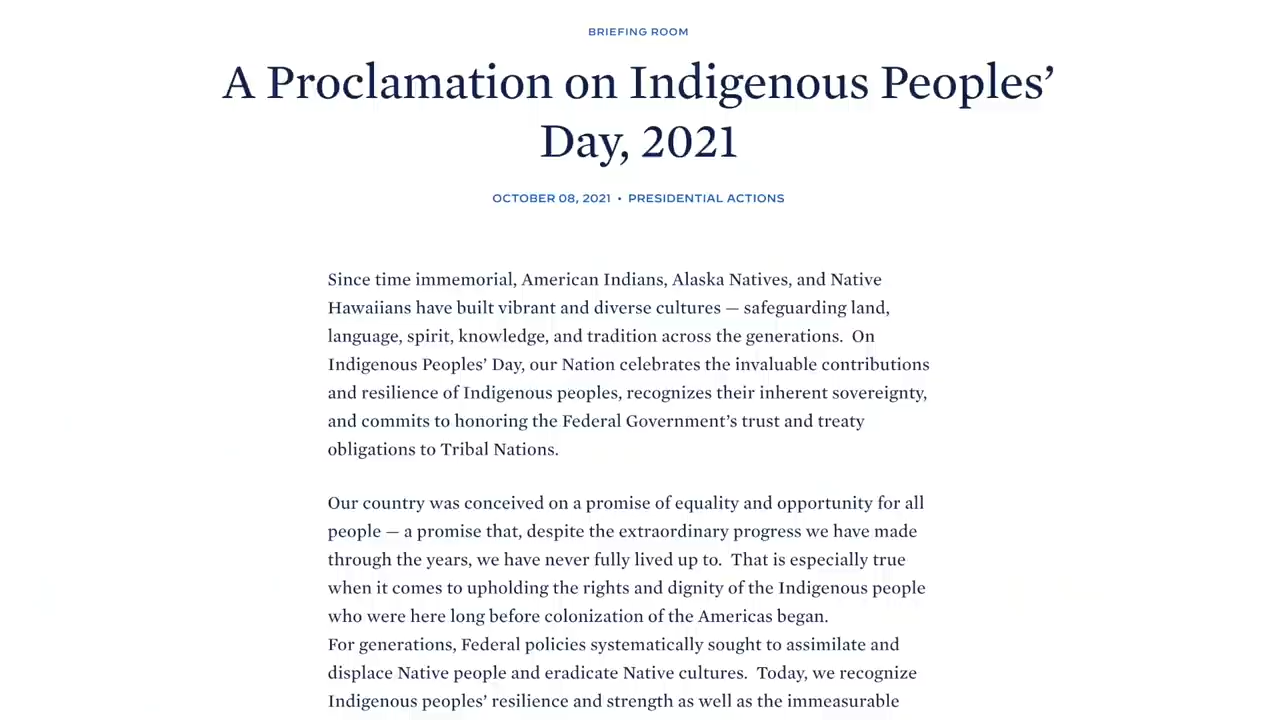 BRIEFING ROOM
A Proclamation on Indigenous Peoples’
Day, 2021
OCTOBER 08, 2021 • PRESIDENTIAL ACTIONS
Since time immemorial, American Indians, Alaska Natives, and Native
Hawaiians have built vibrant and diverse cultures — safeguarding land,
language, spirit, knowledge, and tradition across the generations.  On
Indigenous Peoples’ Day, our Nation celebrates the invaluable contributions
and resilience of Indigenous peoples, recognizes their inherent sovereignty,
and commits to honoring the Federal Government’s trust and treaty
obligations to Tribal Nations.
Our country was conceived on a promise of equality and opportunity for all
people — a promise that, despite the extraordinary progress we have made
through the years, we have never fully lived up to.  That is especially true
when it comes to upholding the rights and dignity of the Indigenous people
who were here long before colonization of the Americas began.
For generations, Federal policies systematically sought to assimilate and
displace Native people and eradicate Native cultures.  Today, we recognize
Indigenous peoples’ resilience and strength as well as the immeasurable